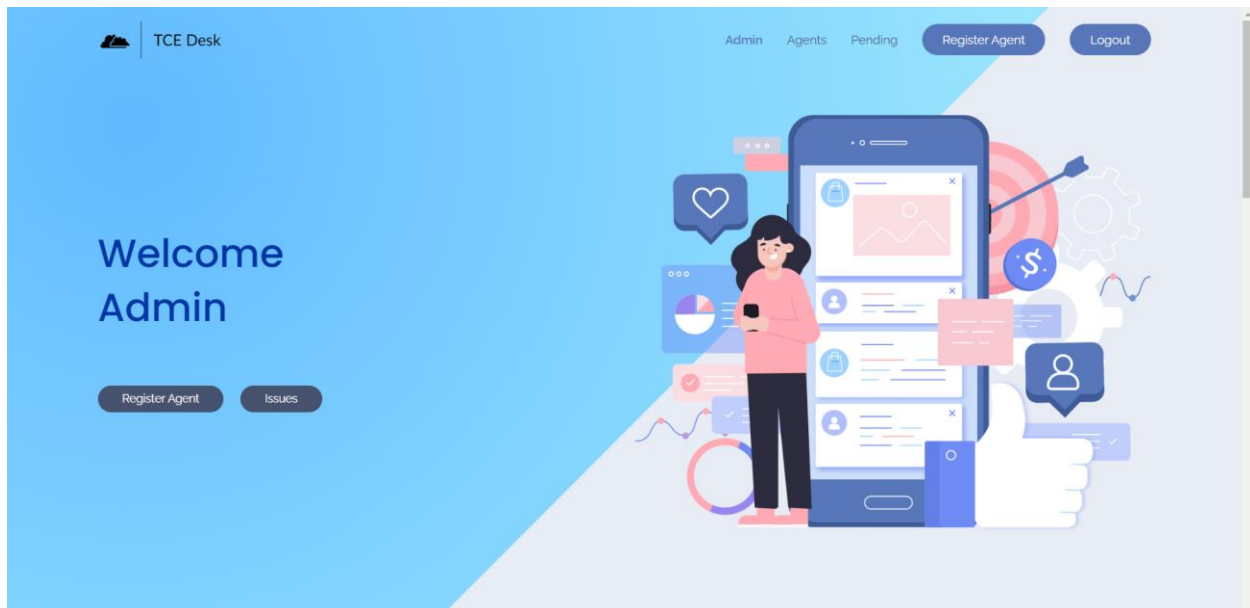 TCE Desk
Admin Agents Pending Register Agent Logout
Welcome
Admin
Register Agent Issues
$